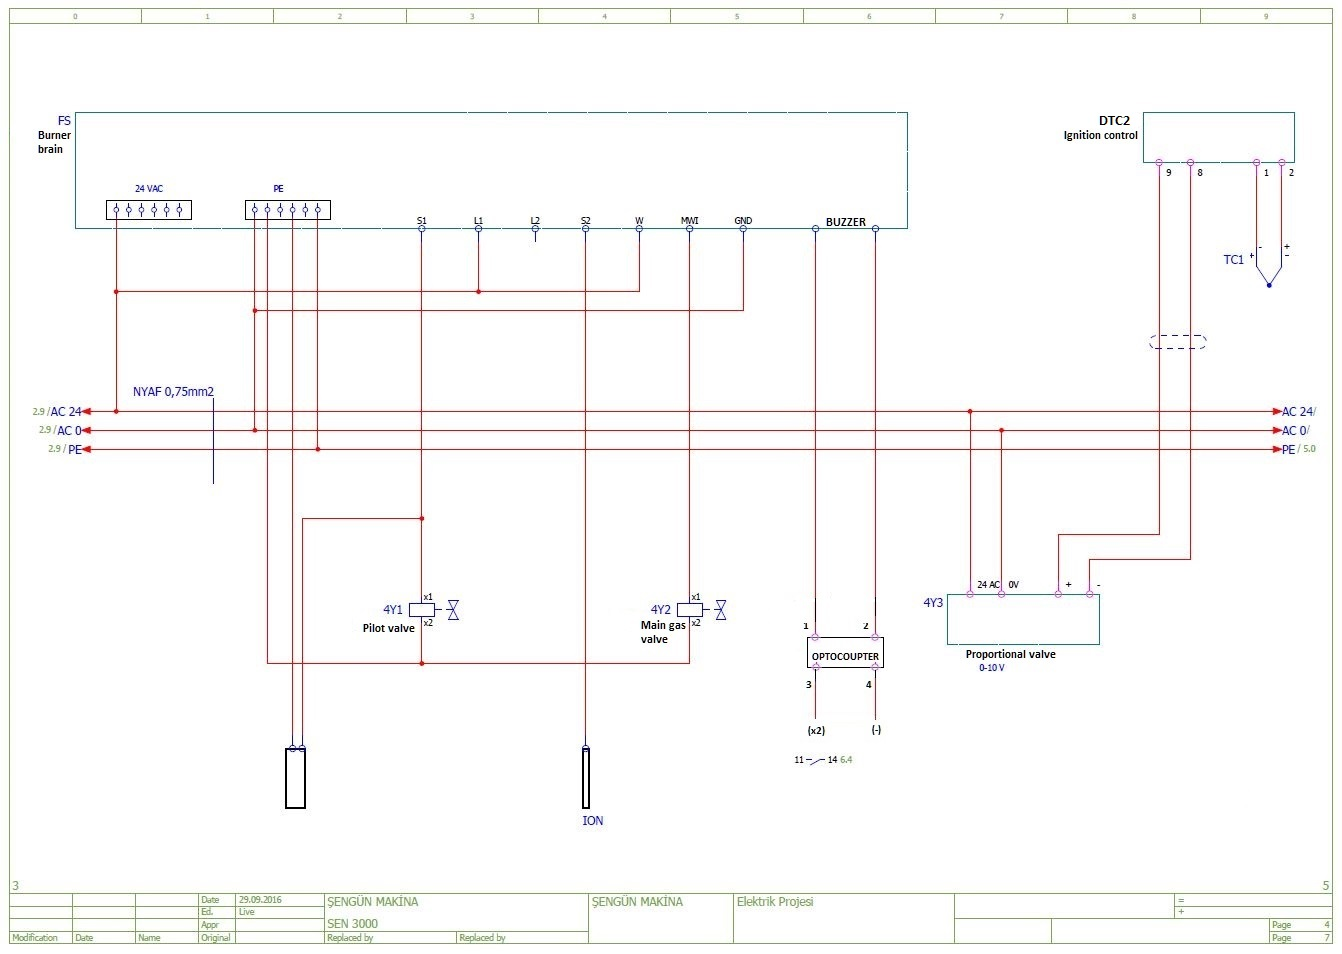 0 1 2 3 4 5 6 7 8 9
FS
Burner
brain
24 VAC
PE
S1
L1
L2
S2
W
MWI
GND
BUZZER
DTC2
Ignition control
9
8
1
2
TC1
-
+
+
-
NYAF 0,75mm2
2.9 / AC 24
2.9 / AC 0
2.9 / PE
AC 24/
AC 0/
PE / 5.0
4Y1
x1
x2
Pilot valve
4Y2
x1
x2
Main gas
valve
1
2
OPTOCOUPTER
3
4
(x2)
(-)
11
14 6.4
24 AC
0V
+
-
4Y3
Proportional valve
0-10 V
ION
3
5
Date 29.09.2016
Ed. Live
Appr
Modification Date Name Original
ŞENGÜN MAKİNA
SEN 3000
Replaced by Replaced by
ŞENGÜN MAKİNA
Elektrik Projesi
=
+
Page 4
Page 7